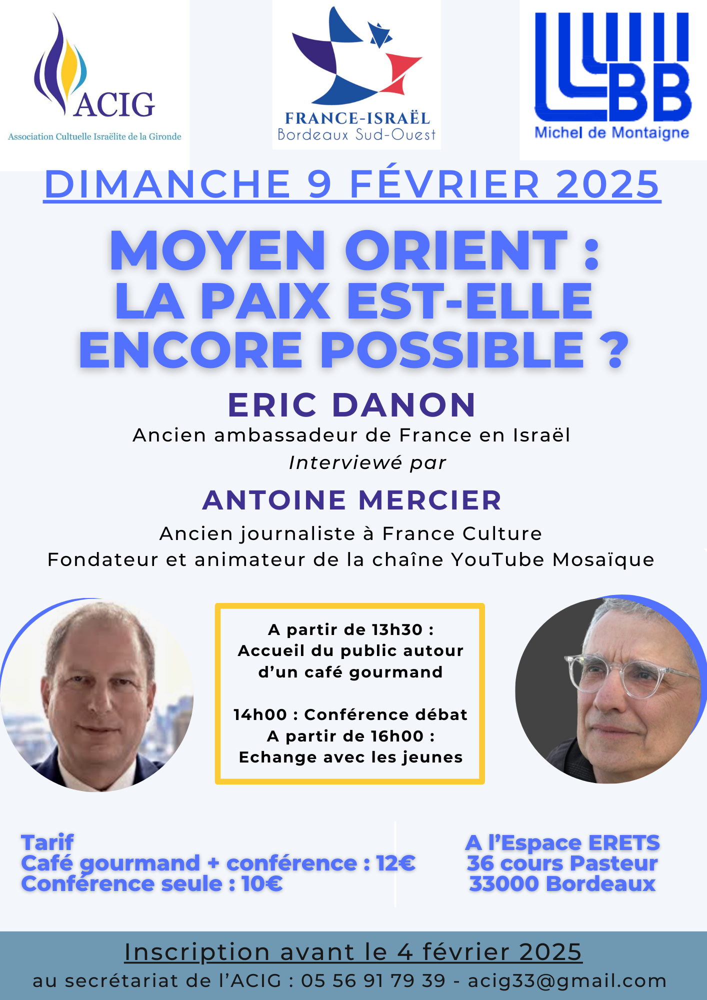 ACIG
Association Cultuelle Israëlite de la Gironde
FRANCE-ISRAËL
Bordeaux Sud-Ouest
BB
Michel de Montaigne
DIMANCHE 9 FÉVRIER 2025
MOYEN ORIENT :
LA PAIX EST-ELLE
ENCORE POSSIBLE ?
ERIC DANON
Ancien ambassadeur de France en Israël
Interviewé par
ANTOINE MERCIER
Ancien journaliste à France Culture
Fondateur et animateur de la chaîne YouTube Mosaïque
A partir de 13h30 :
Accueil du public autour
d’un café gourmand
14h00 : Conférence débat
A partir de 16h00 :
Echange avec les jeunes
Tarif
Café gourmand + conférence : 12€
Conférence seule : 10€
A l’Espace ERETS
36 cours Pasteur
33000 Bordeaux
Inscription avant le 4 février 2025
au secrétariat de l’ACIG : 05 56 91 79 39 - acig33@gmail.com